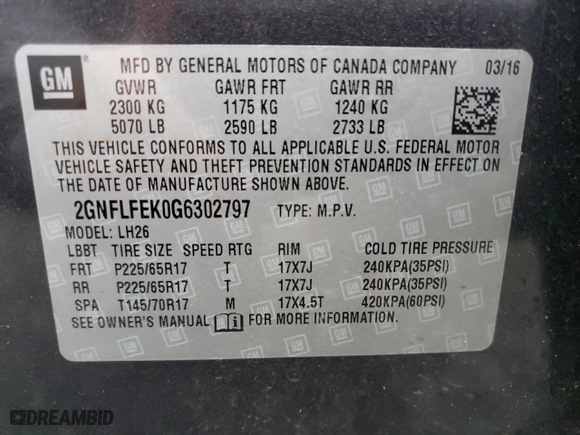 GM
MFD BY GENERAL MOTORS OF CANADA COMPANY 03/16
GVWR GAWR FRT GAWR RR
2300 KG 1175 KG 1240 KG
5070 LB 2590 LB 2733 LB
THIS VEHICLE CONFORMS TO ALL APPLICABLE U.S. FEDERAL MOTOR
VEHICLE SAFETY AND THEFT PREVENTION STANDARDS IN EFFECT ON
THE DATE OF MANUFACTURE SHOWN ABOVE.
2GNFLFEK0G6302797 TYPE: M.P.V.
MODEL: LH26
LBBT TIRE SIZE SPEED RTG RIM COLD TIRE PRESSURE
FRT P225/65R17 T 17X7J 240KPA(35PSI)
RR P225/65R17 T 17X7J 240KPA(35PSI)
SPA T145/70R17 M 17X4.5T 420KPA(60PSI)
SEE OWNER'S MANUAL FOR MORE INFORMATION.
DREAMBID